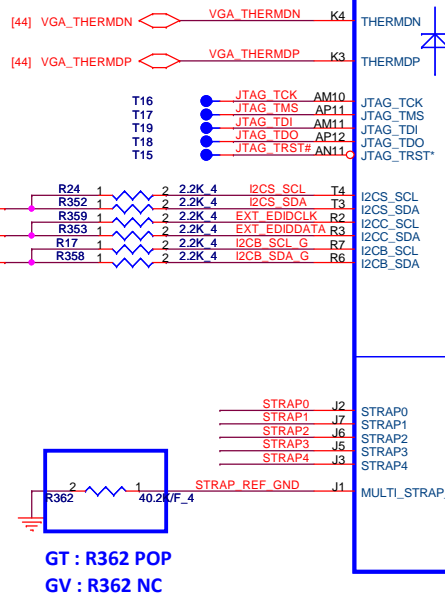 [44] VGA_THERMDN VGA_THERMDN K4 THERMDN
[44] VGA_THERMDP VGA_THERMDP K3 THERMDP
T16 JTAG_TCK AM10 JTAG_TCK
T17 JTAG_TMS AP11 JTAG_TMS
T19 JTAG_TDI AM11 JTAG_TDI
T18 JTAG_TDO AP12 JTAG_TDO
T15 JTAG_TRST# AN11 JTAG_TRST*
R24 1 2 2.2K_4 I2CS_SCL T4 I2CS_SCL
R352 1 2 2.2K_4 I2CS_SDA T3 I2CS_SDA
R359 1 2 2.2K_4 EXT_EDIDCLK R2 I2CC_SCL
R353 1 2 2.2K_4 EXT_EDIDDATA R3 I2CC_SDA
R17 1 2 2.2K_4 I2CB_SCL_G R7 I2CB_SCL
R358 1 2 2.2K_4 I2CB_SDA_G R6 I2CB_SDA
STRAP0 J2 STRAP0
STRAP1 J7 STRAP1
STRAP2 J6 STRAP2
STRAP3 J5 STRAP3
STRAP4 J3 STRAP4
R362 2 1 40.2K/F_4 STRAP_REF_GND J1 MULTI_STRAP_
GT : R362 POP
GV : R362 NC